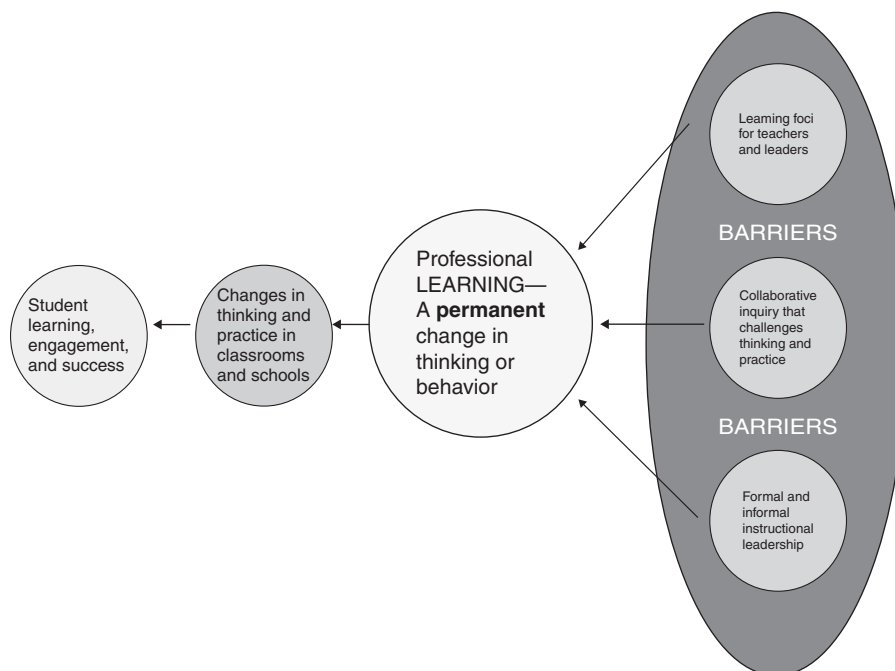 Student
learning,
engagement,
and success
Changes in
thinking and
practice in
classrooms
and schools
Professional
LEARNING—
A permanent
change in
thinking or
behavior
Learning foci
for teachers
and leaders
BARRIERS
Collaborative
inquiry that
challenges
thinking and
practice
BARRIERS
Formal and
informal
instructional
leadership